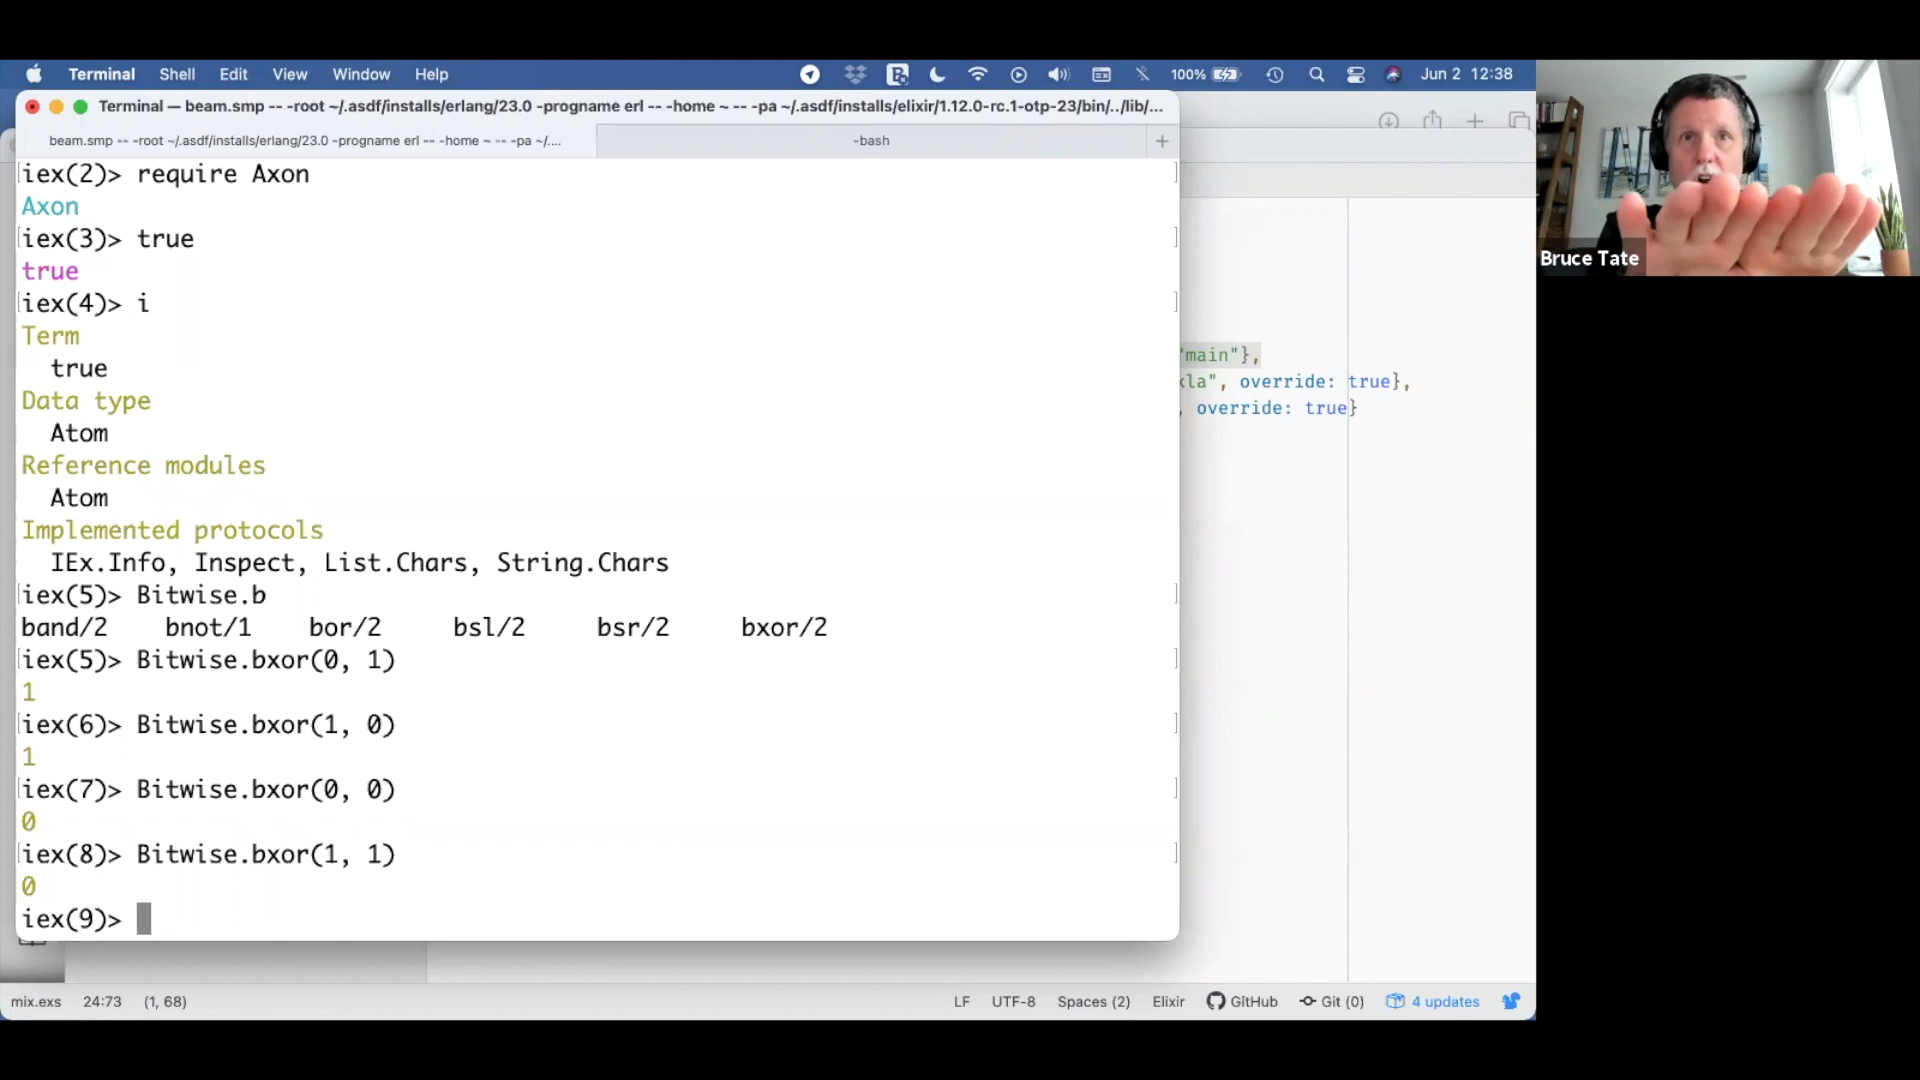 Terminal Shell Edit View Window Help 100% Jun 2 12:38
Terminal — beam.smp -- -root ~/.asdf/installs/erlang/23.0 -progname erl -- -home ~ -- -pa ~/.asdf/installs/elixir/1.12.0-rc.1-otp-23/bin/../lib/...
beam.smp -- -root ~/.asdf/installs/erlang/23.0 -progname erl -- -home ~ -- -pa ~/.... -bash
iex(2)> require Axon
Axon
iex(3)> true
true
iex(4)> i
Term
true
Data type
Atom
Reference modules
Atom
Implemented protocols
IEx.Info, Inspect, List.Chars, String.Chars
iex(5)> Bitwise.b
band/2 bnot/1 bor/2 bsl/2 bsr/2 bxor/2
iex(5)> Bitwise.bxor(0, 1)
1
iex(6)> Bitwise.bxor(1, 0)
1
iex(7)> Bitwise.bxor(0, 0)
0
iex(8)> Bitwise.bxor(1, 1)
0
iex(9)>
"main"},
xla", override: true},
, override: true}
mix.exs 24:73 (1, 68) LF UTF-8 Spaces (2) Elixir GitHub Git (0) 4 updates
Bruce Tate